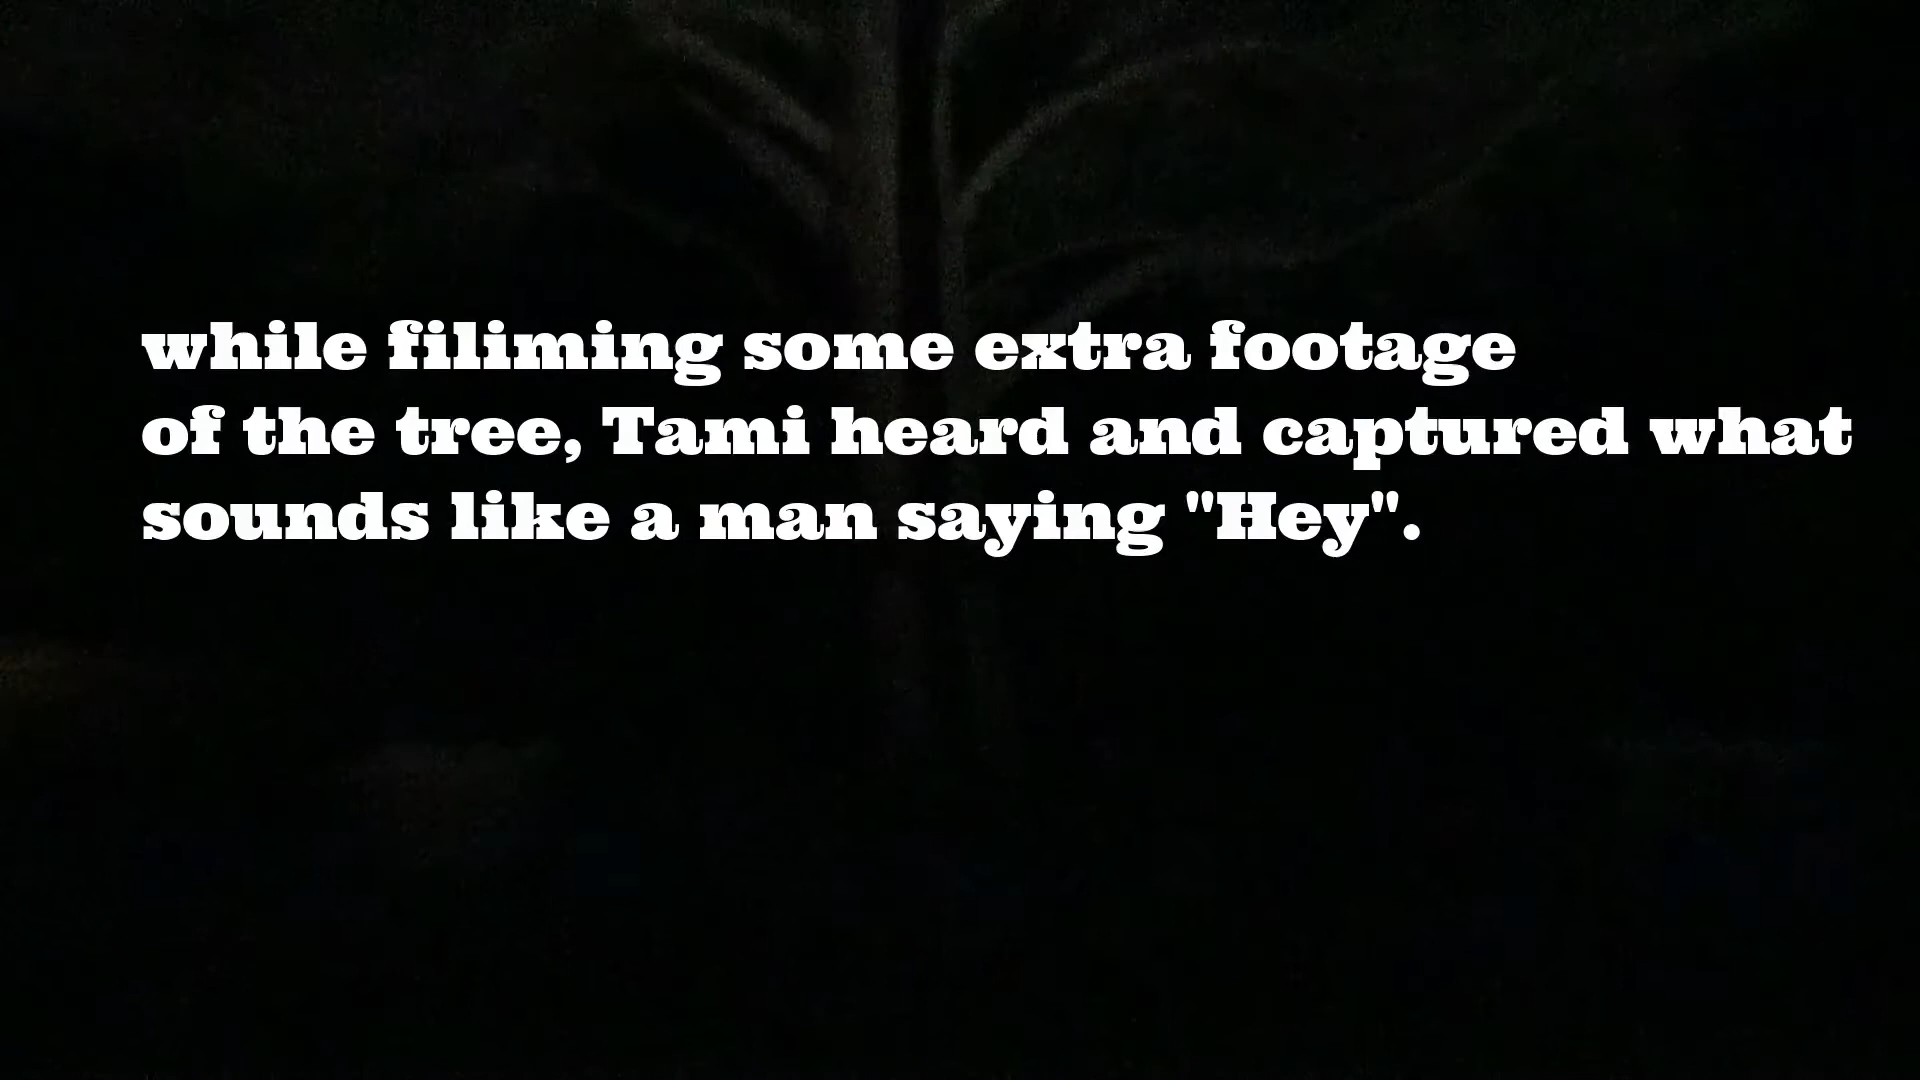 while filiming some extra footage
of the tree, Tami heard and captured what
sounds like a man saying "Hey".